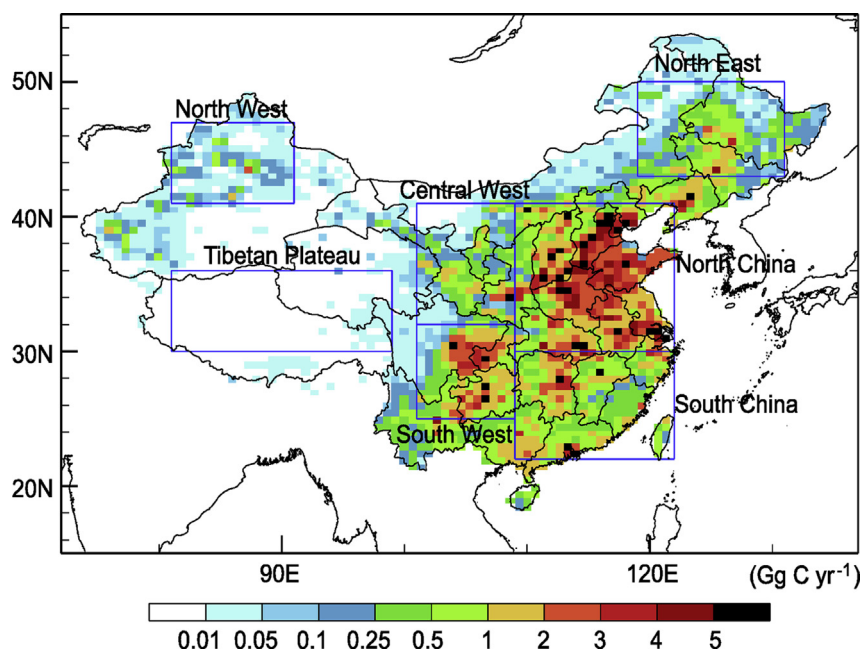 50N
North East
North West
Central West
40N
Tibetan Plateau
North China
30N
South China
South West
20N
90E 120E (Gg C yr⁻¹)
0.01 0.05 0.1 0.25 0.5 1 2 3 4 5